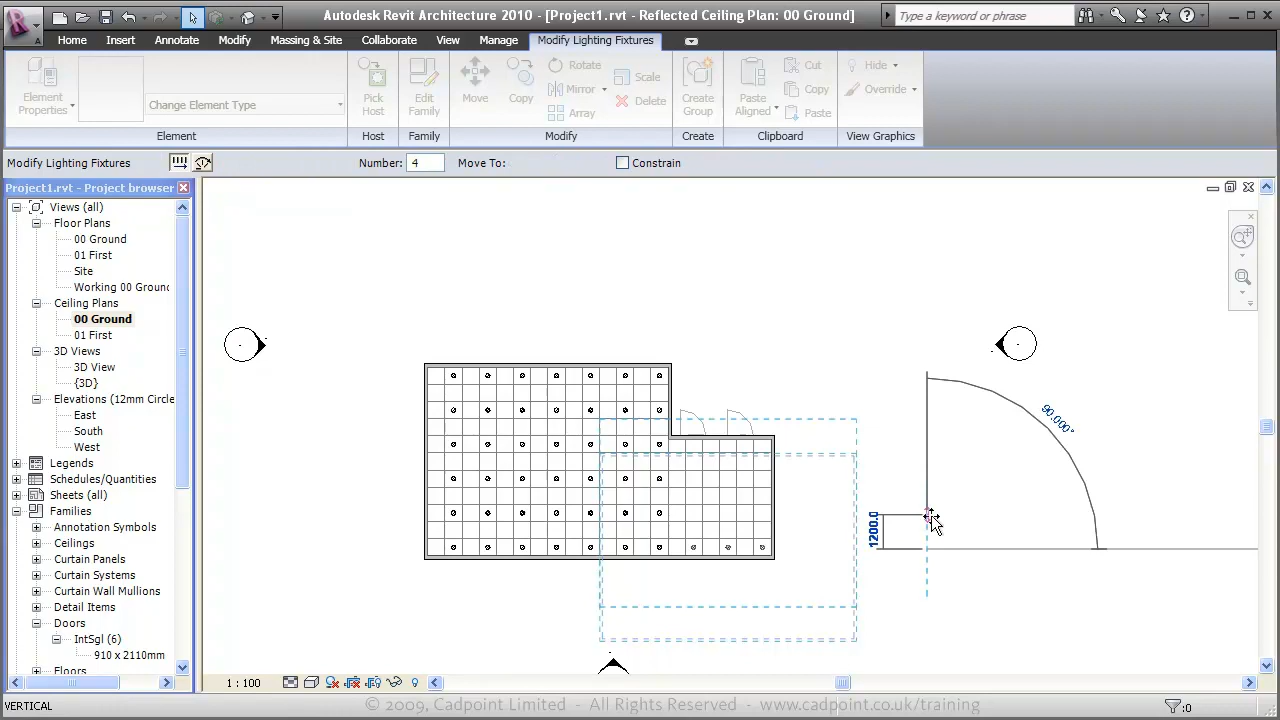 Autodesk Revit Architecture 2010 - [Project1.rvt - Reflected Ceiling Plan: 00 Ground]
Type a keyword or phrase
Home Insert Annotate Modify Massing & Site Collaborate View Manage Modify Lighting Fixtures
Element Properties
Change Element Type
Pick Host
Edit Family
Move
Copy
Rotate
Mirror
Array
Scale
Delete
Create Group
Paste Aligned
Cut
Copy
Paste
Hide
Override
Element Host Family Modify Create Clipboard View Graphics
Modify Lighting Fixtures Number: 4 Move To: Constrain
Project1.rvt - Project browser
Views (all)
Floor Plans
00 Ground
01 First
Site
Working 00 Ground
Ceiling Plans
00 Ground
01 First
3D Views
3D View
{3D}
Elevations (12mm Circle
East
South
West
Legends
Schedules/Quantities
Sheets (all)
Families
Annotation Symbols
Ceilings
Curtain Panels
Curtain Systems
Curtain Wall Mullions
Detail Items
Doors
IntSgl (6)
910 x 2110mm
Floors
90.000°
1200.0
1 : 100
VERTICAL
© 2009, Cadpoint Limited - All Rights Reserved - www.cadpoint.co.uk/training
:0